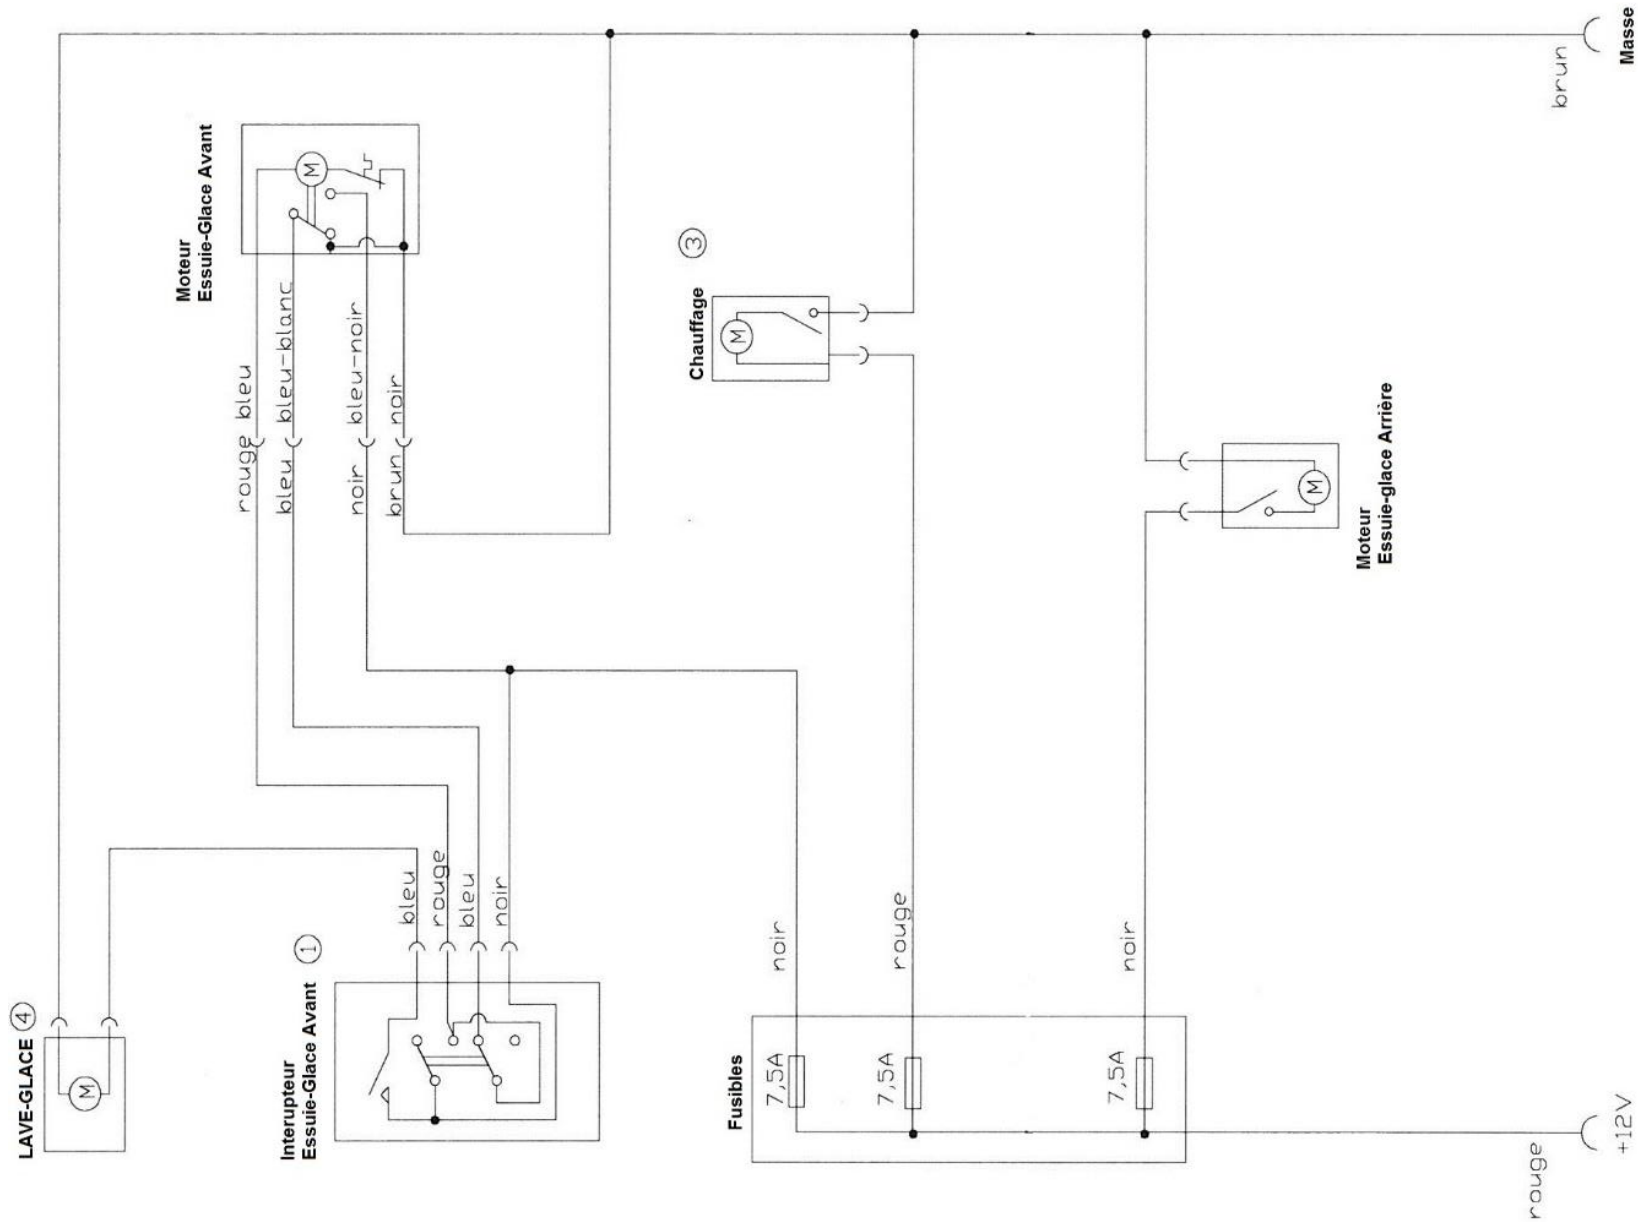 Masse
brun
Moteur
Essuie-Glace Avant
M
rouge bleu
bleu bleu-blanc
noir bleu-noir
brun noir
Chauffage
3
M
Moteur
Essuie-glace Arrière
M
LAVE-GLACE 4
M
Interupteur
Essuie-Glace Avant
1
bleu
rouge
bleu
noir
Fusibles
noir
7,5A
rouge
7,5A
noir
7,5A
rouge
+12V